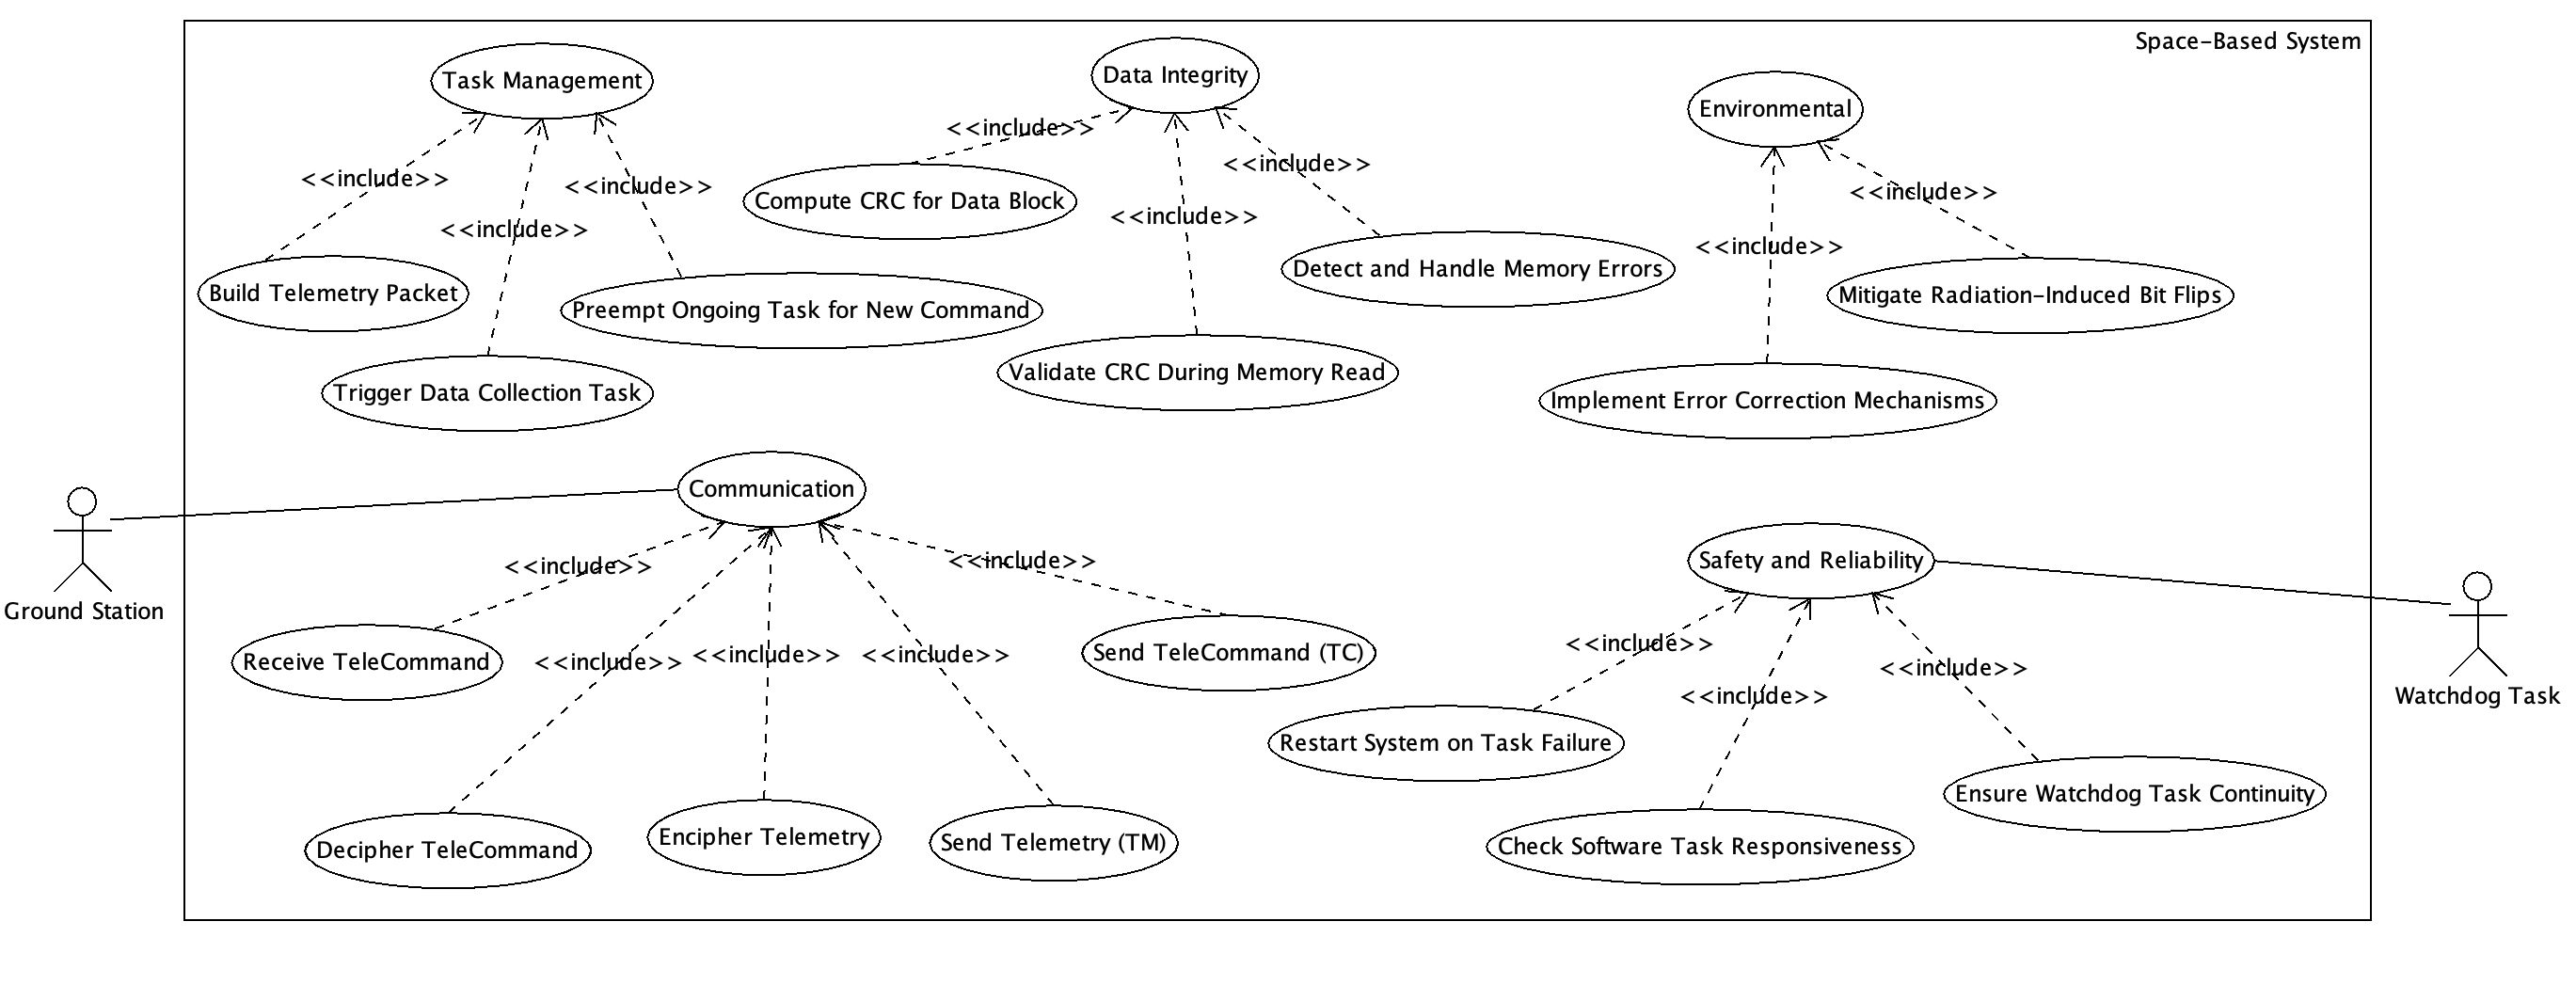 Space-Based System
Task Management
Data Integrity
Environmental
<<include>>
<<include>>
<<include>>
<<include>>
<<include>>
<<include>>
<<include>>
<<include>>
Compute CRC for Data Block
Build Telemetry Packet
Preempt Ongoing Task for New Command
Detect and Handle Memory Errors
Mitigate Radiation-Induced Bit Flips
Trigger Data Collection Task
Validate CRC During Memory Read
Implement Error Correction Mechanisms
Communication
Ground Station
Safety and Reliability
Watchdog Task
<<include>>
<<include>>
<<include>>
<<include>>
<<include>>
<<include>>
<<include>>
<<include>>
Receive TeleCommand
Send TeleCommand (TC)
Restart System on Task Failure
Ensure Watchdog Task Continuity
Decipher TeleCommand
Encipher Telemetry
Send Telemetry (TM)
Check Software Task Responsiveness